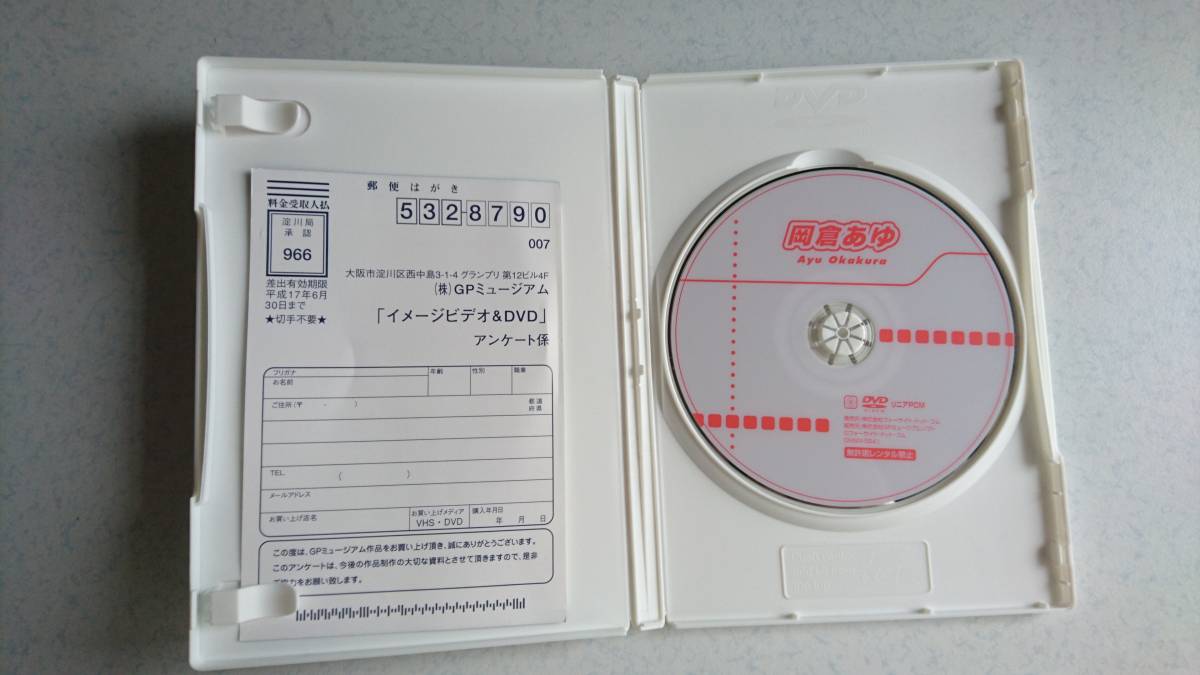 郵便はがき
料金受取人払
5328790
淀川局
承認
966
007
差出有効期限
平成17年6月
30日まで
★切手不要★
大阪市淀川区西中島3-1-4 グランプリ 第12ビル4F
(株)GPミュージアム
「イメージビデオ&DVD」
アンケート係
フリガナ
お名前
年齢
性別
職業
ご住所(〒 - )
都道
府県
TEL. ( )
メールアドレス
お買い上げ店名
お買い上げメディア
VHS・DVD
購入年月日
年 月 日
この度は、GPミュージアム作品をお買い上げ頂き、誠にありがとうございます。
このアンケートは、今後の作品制作の大切な資料とさせて頂きますので、是非
ご協力をお願い致します。
DVD
岡倉あゆ
Ayu Okakura
DVD
VIDEO
リニアPCM
無許諾レンタル禁止